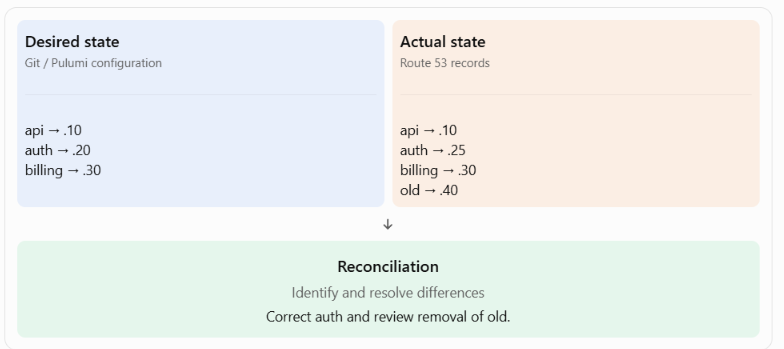 Desired state
Git / Pulumi configuration
api → .10
auth → .20
billing → .30
Actual state
Route 53 records
api → .10
auth → .25
billing → .30
old → .40
↓
Reconciliation
Identify and resolve differences
Correct auth and review removal of old.